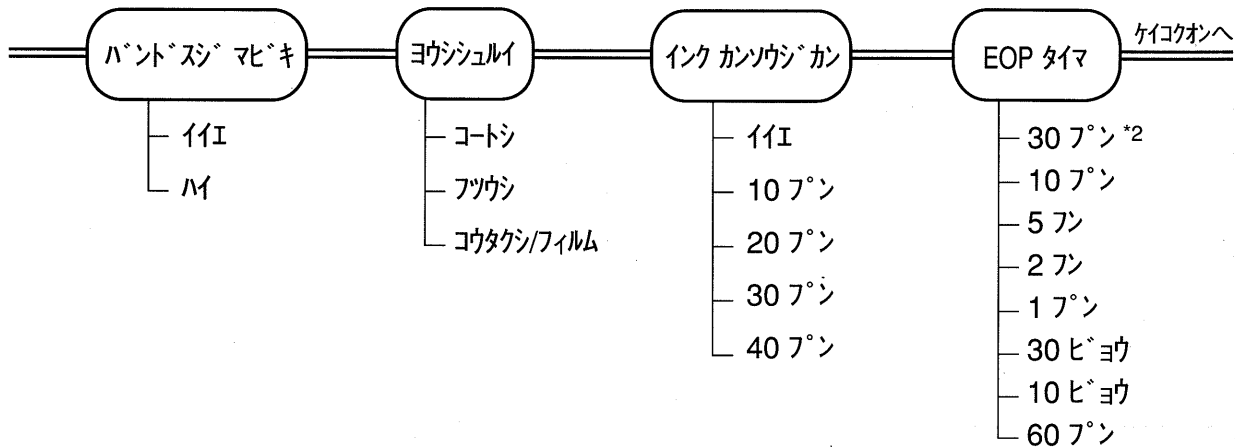 バンドスジ マビキ
イイエ
ハイ
ヨウシシュルイ
コートシ
フツウシ
コウタクシ/フィルム
インク カンソウジカン
イイエ
10 プン
20 プン
30 プン
40 プン
EOP タイマ
30 プン *2
10 プン
5 フン
2 フン
1 プン
30 ビョウ
10 ビョウ
60 プン
ケイコクオンへ